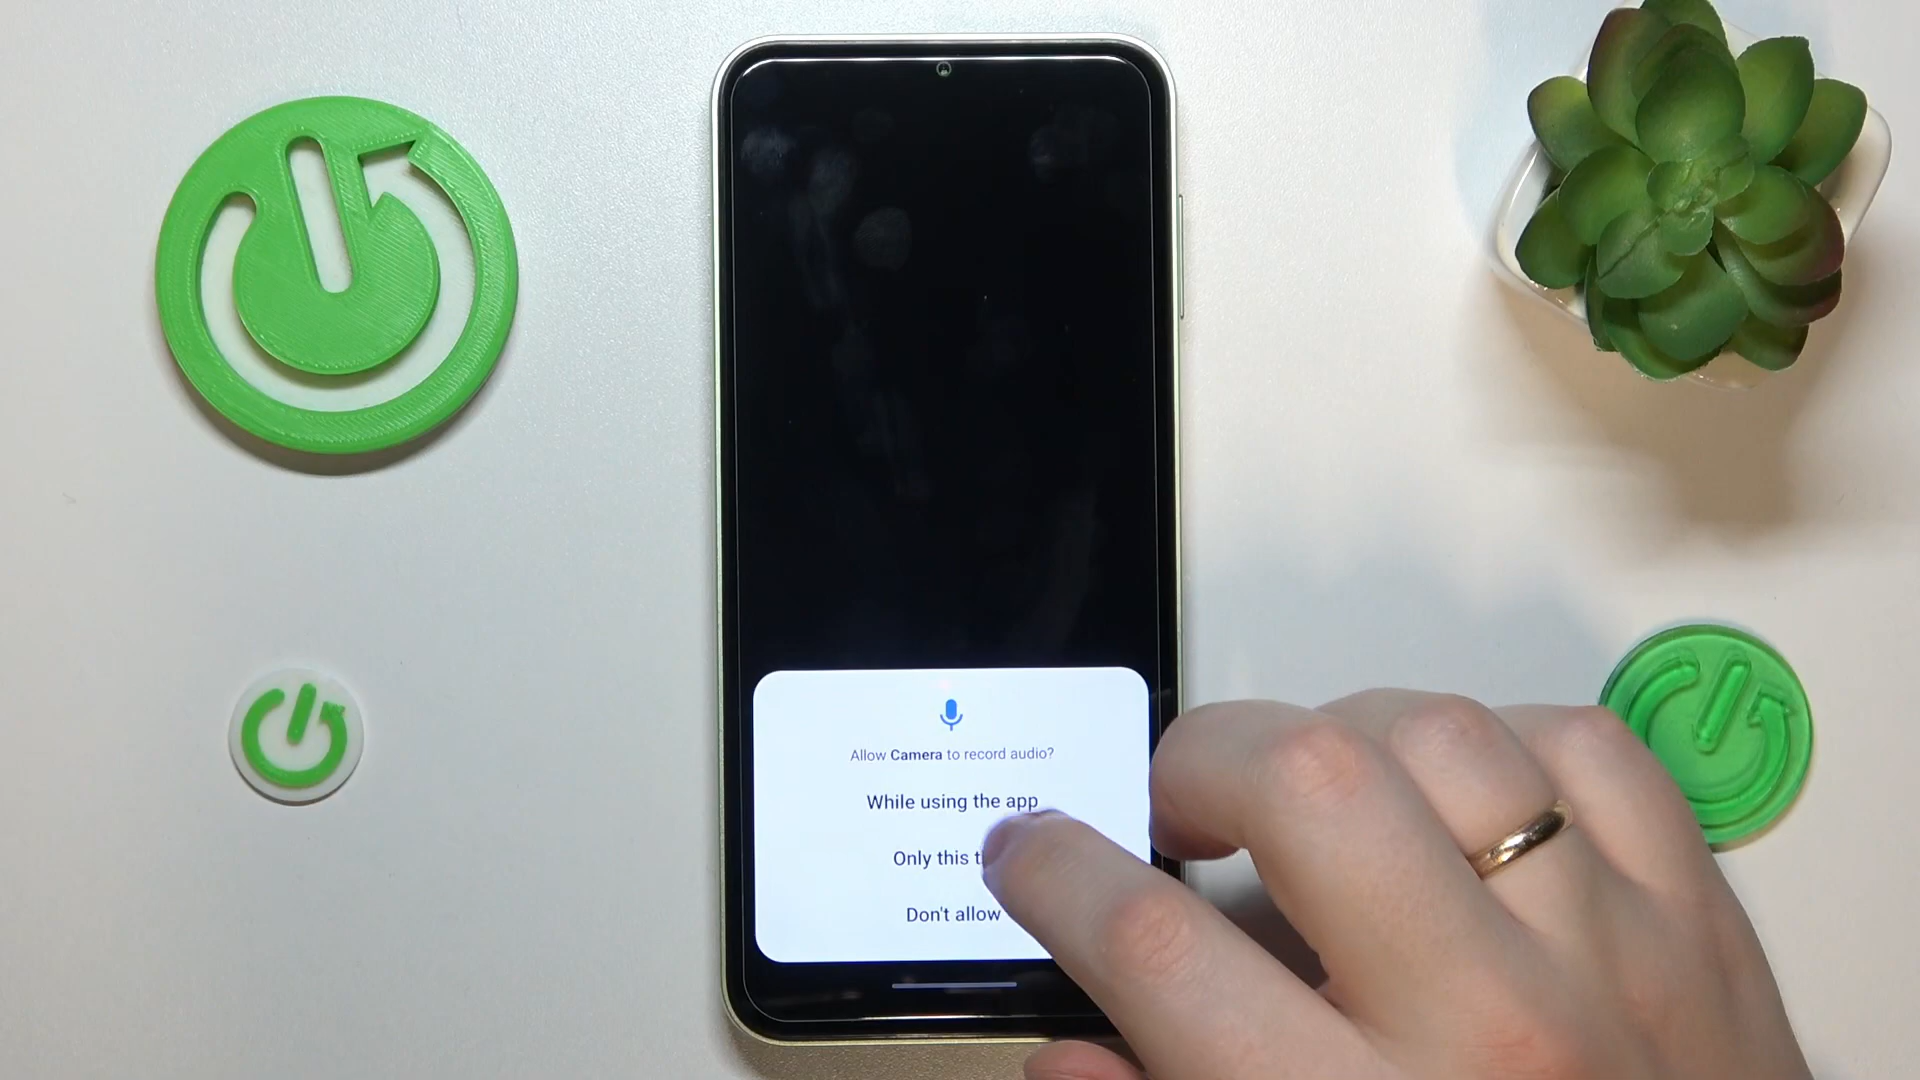 Allow Camera to record audio?
While using the app
Only this
Don't allow